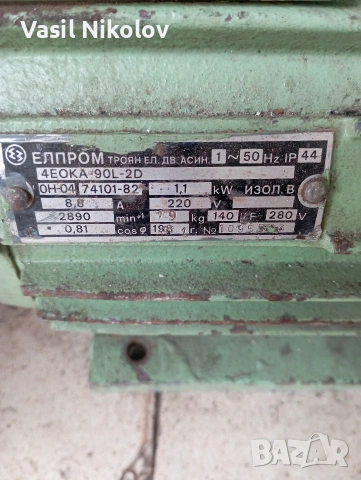 Vasil Nikolov
ЕЛПРОМ ТРОЯН ЕЛ. ДВ. АСИН. 1 ~ 50 Hz IP 44
4ЕОКА-90L-2D
ОН-04 74101-82 1,1 kW ИЗОЛ. В
8,8 A 220 V
2890 min⁻¹ kg 140 μF 280 V
0,81 cos φ г. №
BAZAR